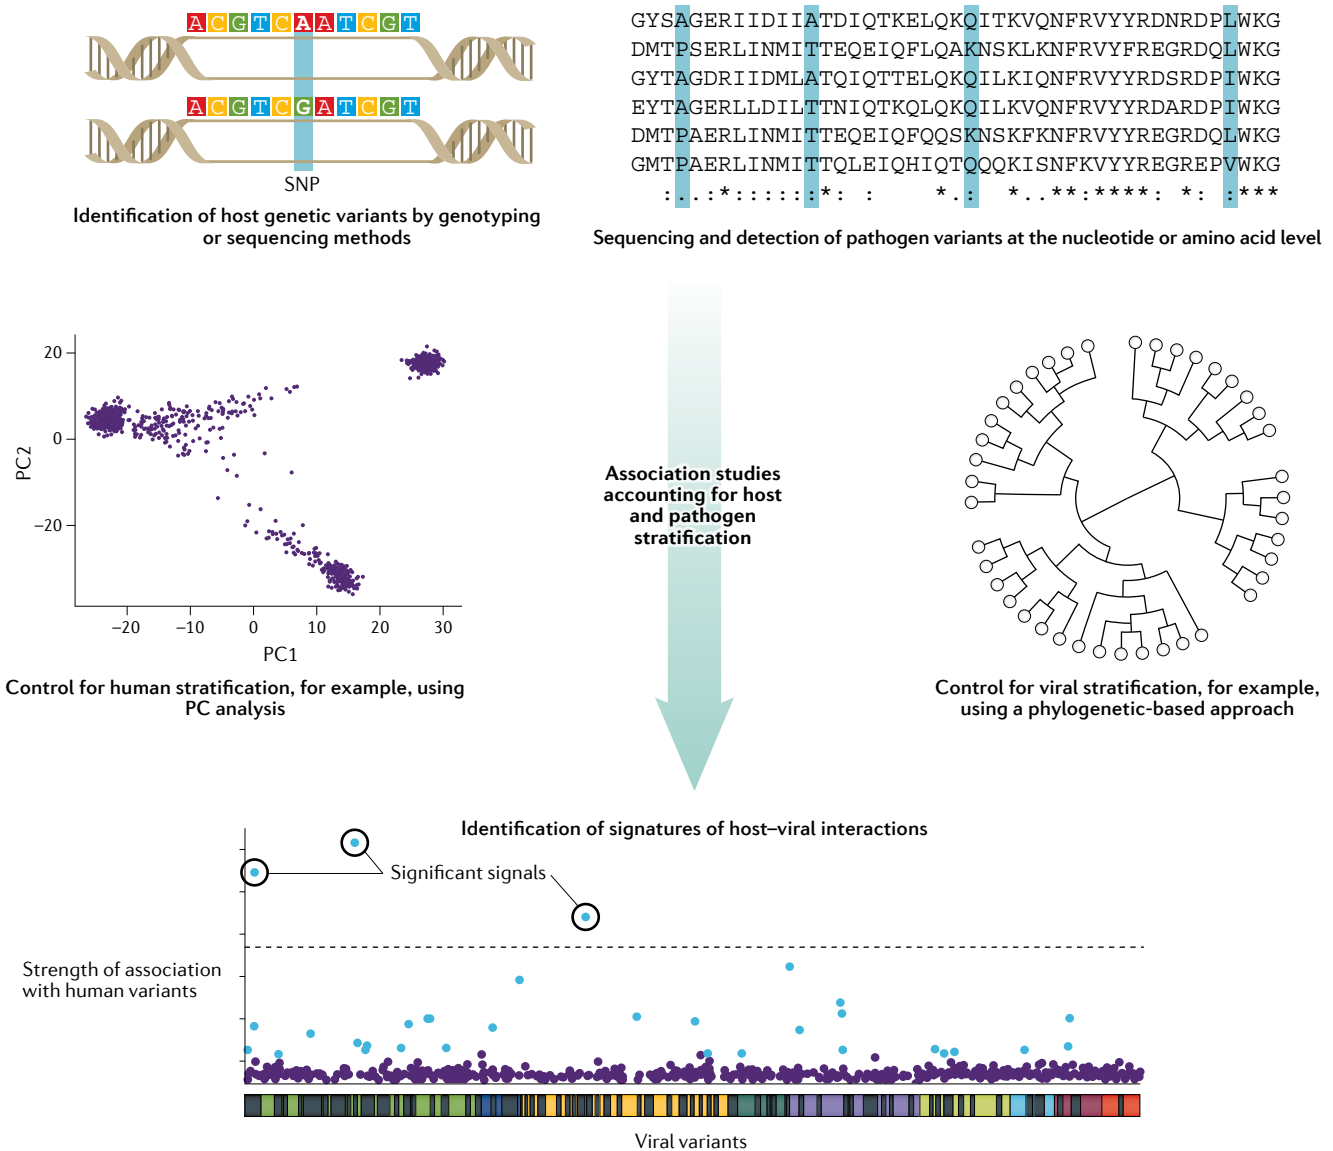 ACGTCAATCGT
ACGTCGATCGT
SNP
Identification of host genetic variants by genotyping
or sequencing methods
GYSAGERIIDIIATDIQTKELQKQITKVQNFRVYYRDNRDPLWKG
DMTPSERLINMITTEQEIQFLQAKNSKLKNFRVYFREGRDQLWKG
GYTAGDRIIDMLATQIQTTELQKQILKIQNFRVYYRDSRDPIWKG
EYTAGERLLDILTTNIQTKQLQKQILKVQNFRVYYRDARDPIWKG
DMTPAERLINMITTEQEIQFQQSKNSKFKNFRVYYREGRDQLWKG
GMTPAERLINMITTQLEIQHIQTQQQKISNFKVYYREGREPVWKG
:..:*::::::*: : *.: *..**:****: *: :***
Sequencing and detection of pathogen variants at the nucleotide or amino acid level
20
0
−20
PC2
−20 −10 0 10 20 30
PC1
Control for human stratification, for example, using
PC analysis
Association studies
accounting for host
and pathogen
stratification
Control for viral stratification, for example,
using a phylogenetic-based approach
Identification of signatures of host–viral interactions
Significant signals
Strength of association
with human variants
Viral variants